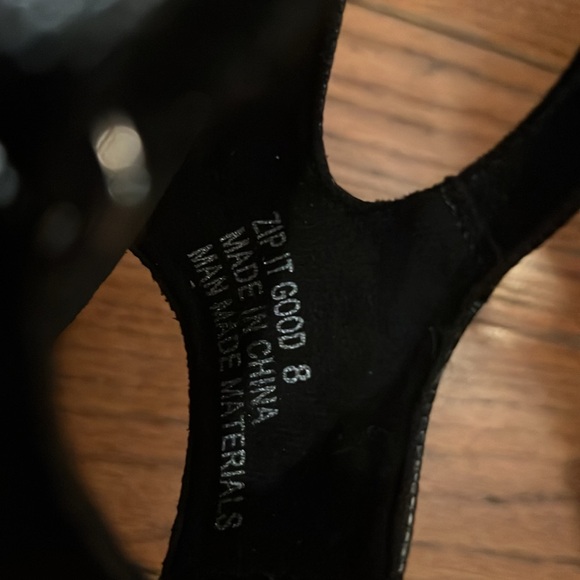 ZIP IT GOOD 8
MADE IN CHINA
MAN MADE MATERIALS